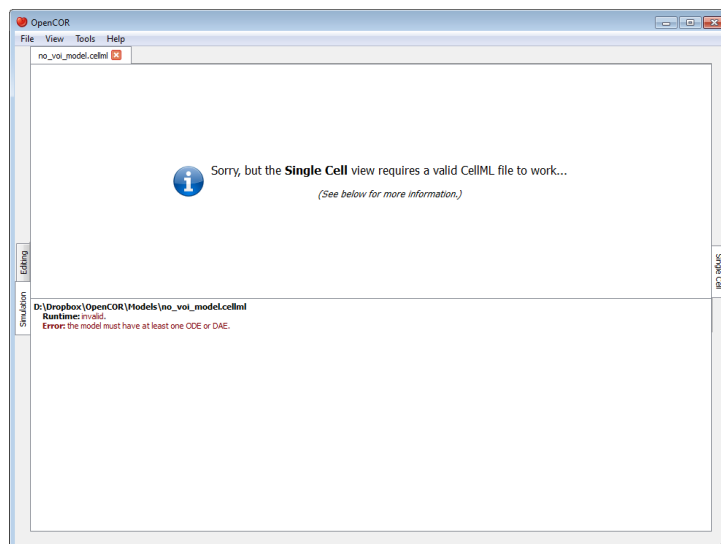 OpenCOR
File View Tools Help
no_voi_model.cellml
Sorry, but the Single Cell view requires a valid CellML file to work...
(See below for more information.)
Editing
Simulation
Single Cell
D:\Dropbox\OpenCOR\Models\no_voi_model.cellml
Runtime: invalid.
Error: the model must have at least one ODE or DAE.